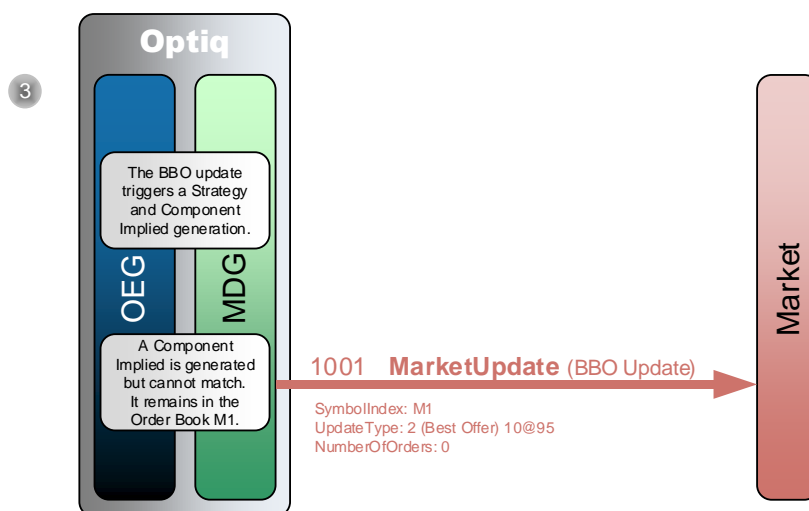 Optiq
3
The BBO update
triggers a Strategy
and Component
Implied generation.
OEG
MDG
A Component
Implied is generated
but cannot match.
It remains in the
Order Book M1.
1001 MarketUpdate (BBO Update)
SymbolIndex: M1
UpdateType: 2 (Best Offer) 10@95
NumberOfOrders: 0
Market